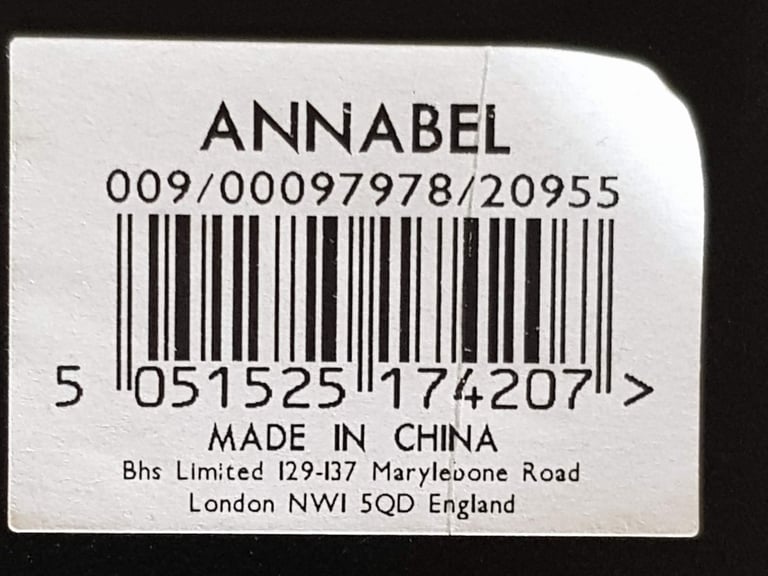 ANNABEL
009/00097978/20955
5 051525 174207 >
MADE IN CHINA
Bhs Limited 129-137 Marylebone Road
London NW1 5QD England